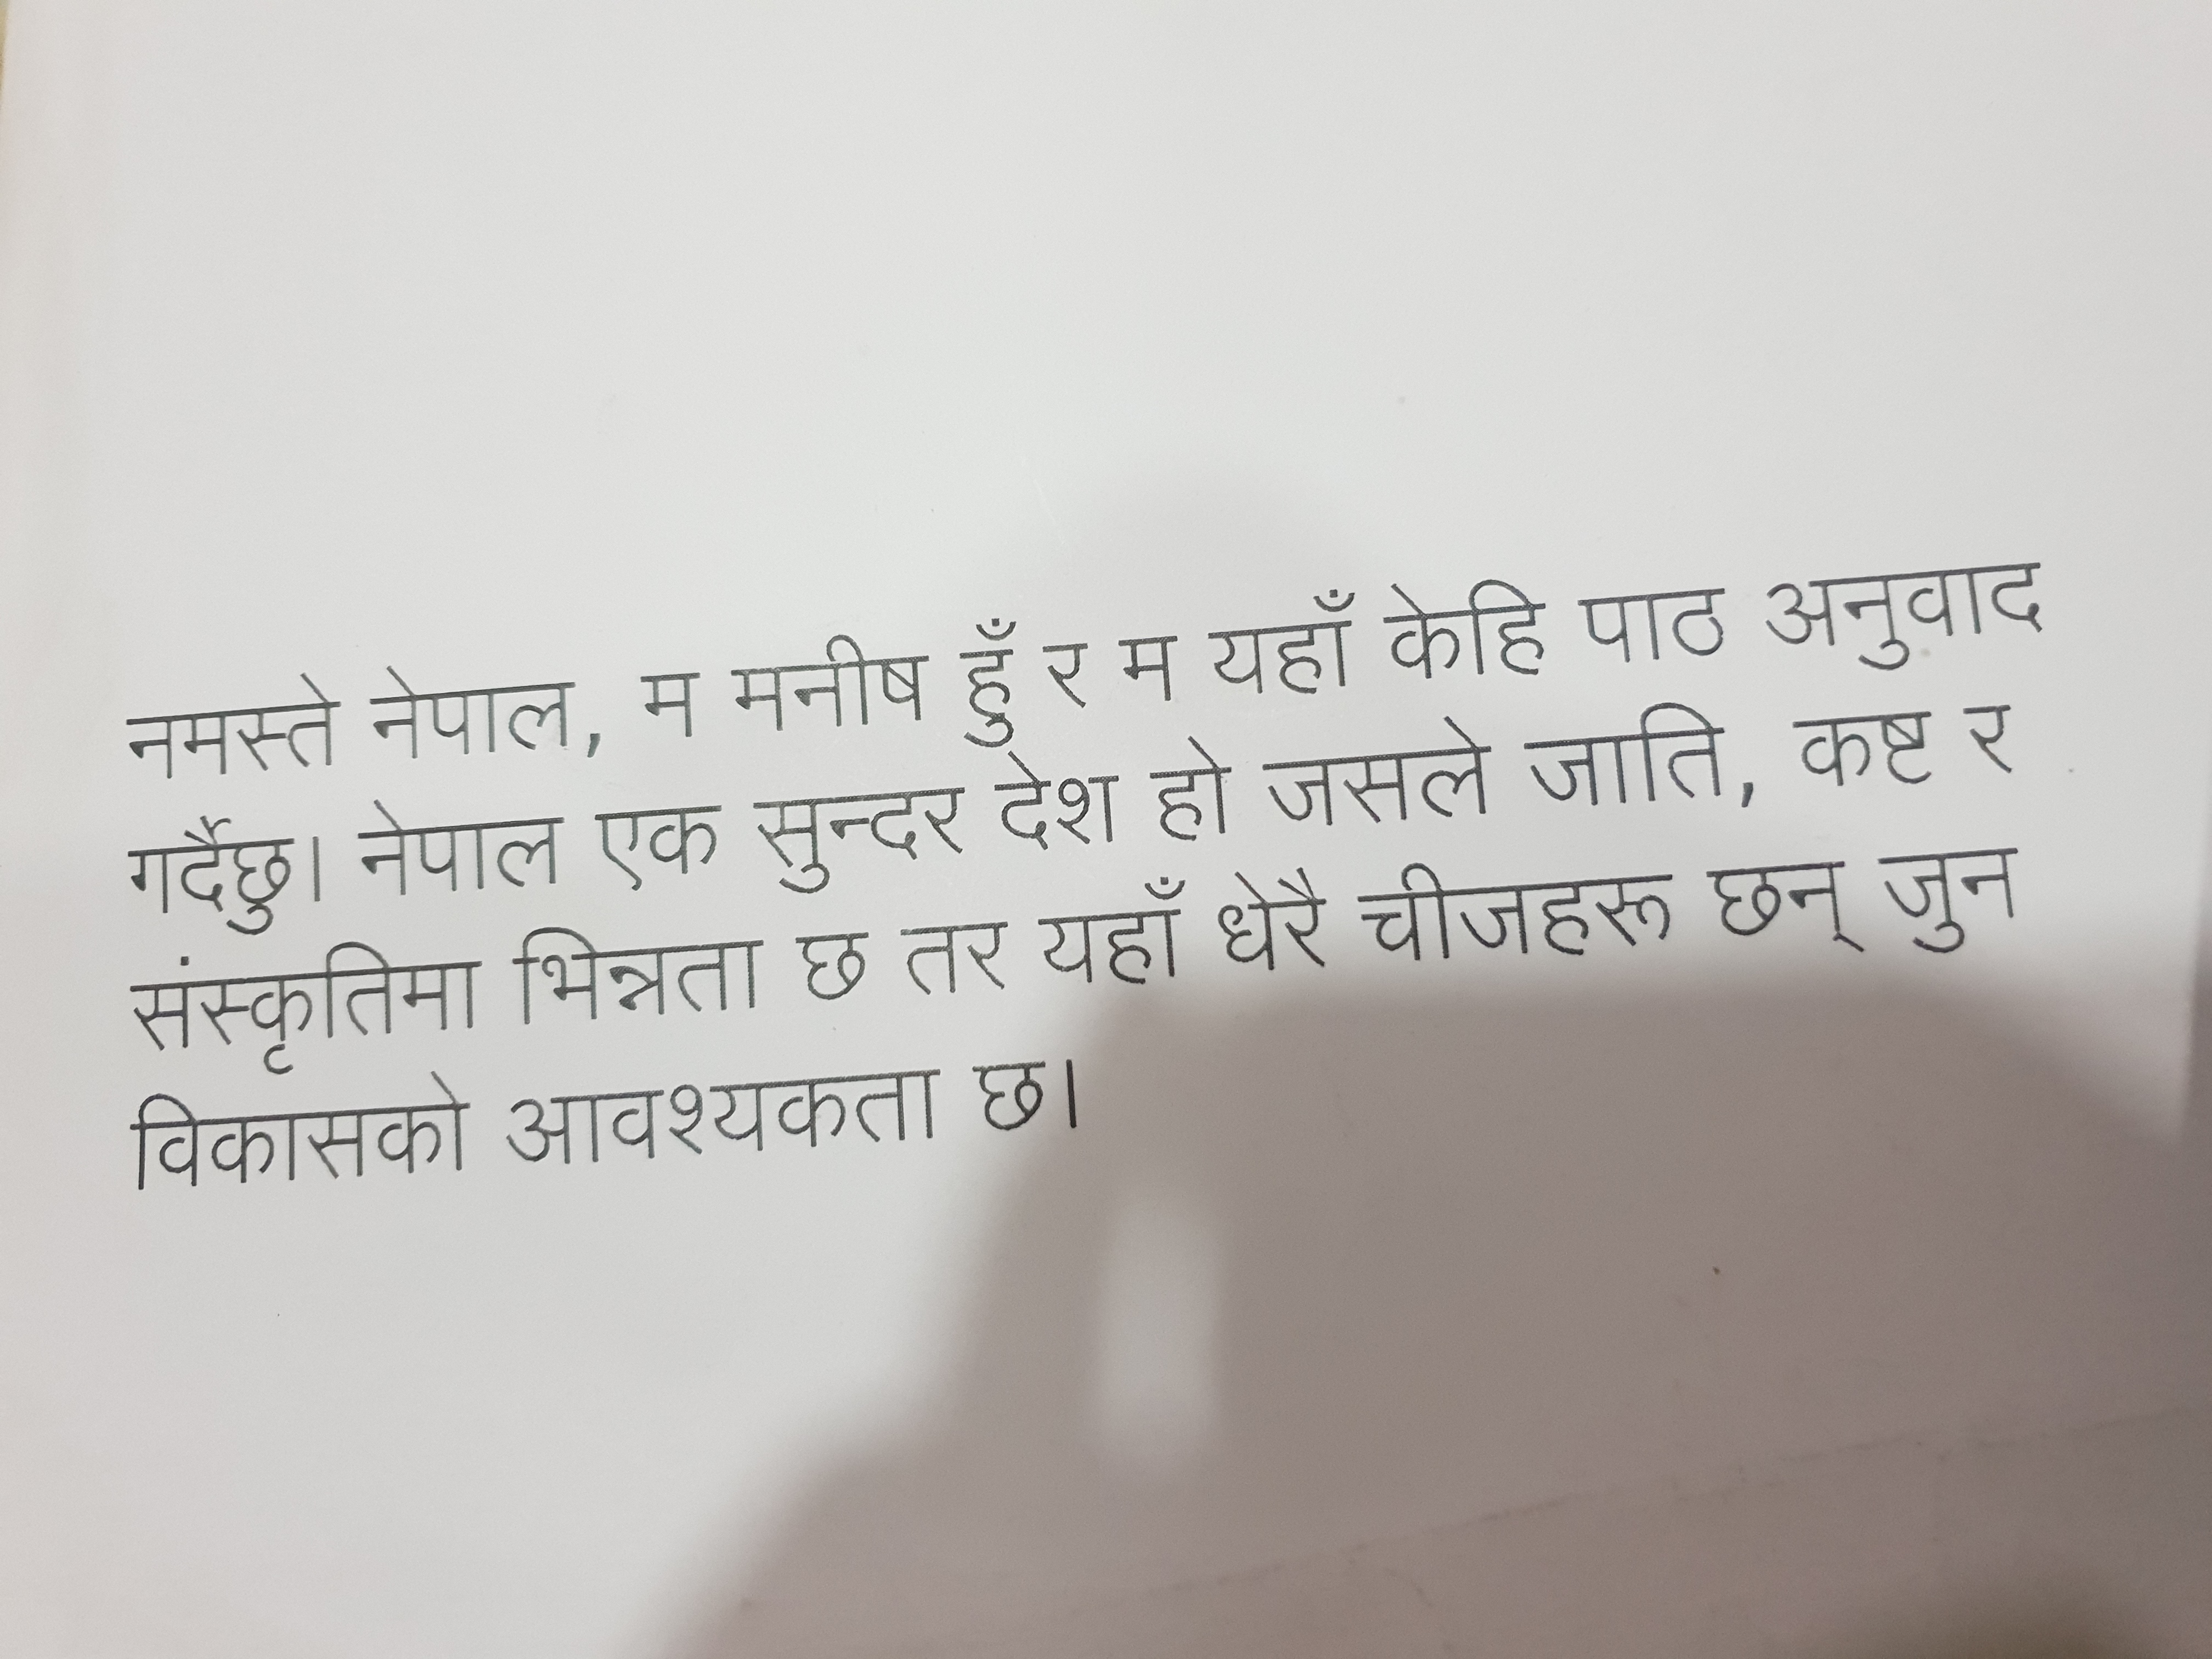 नमस्ते नेपाल, म मनीष हुँ र म यहाँ केहि पाठ अनुवाद
गर्दैछु। नेपाल एक सुन्दर देश हो जसले जाति, कष्ट र
संस्कृतिमा भिन्नता छ तर यहाँ धेरै चीजहरू छन् जुन
विकासको आवश्यकता छ।